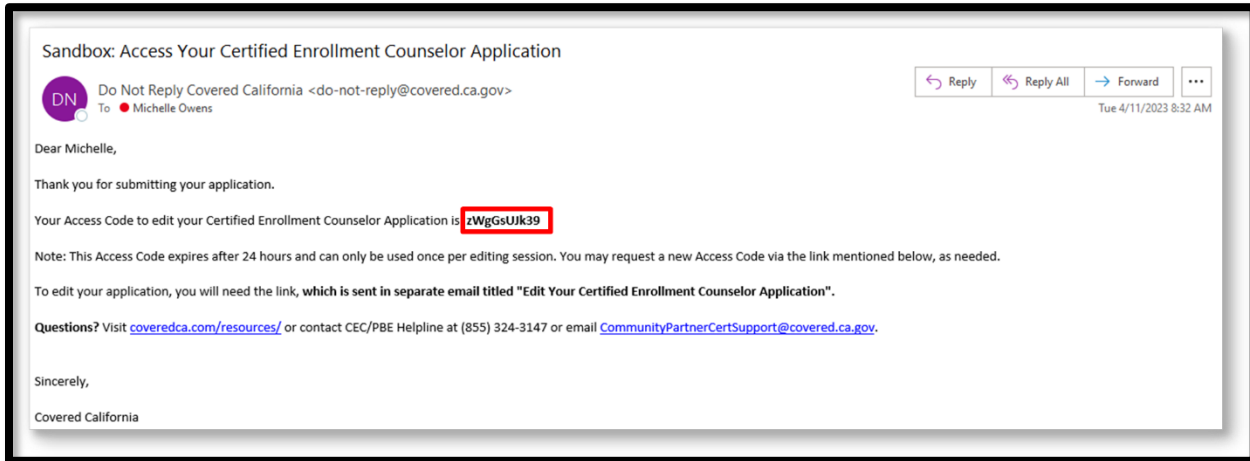 Sandbox: Access Your Certified Enrollment Counselor Application
DN
Do Not Reply Covered California <do-not-reply@covered.ca.gov>
To Michelle Owens
Reply
Reply All
Forward
...
Tue 4/11/2023 8:32 AM
Dear Michelle,
Thank you for submitting your application.
Your Access Code to edit your Certified Enrollment Counselor Application is zWgGsUJk39
Note: This Access Code expires after 24 hours and can only be used once per editing session. You may request a new Access Code via the link mentioned below, as needed.
To edit your application, you will need the link, which is sent in separate email titled "Edit Your Certified Enrollment Counselor Application".
Questions? Visit coveredca.com/resources/ or contact CEC/PBE Helpline at (855) 324-3147 or email CommunityPartnerCertSupport@covered.ca.gov.
Sincerely,
Covered California